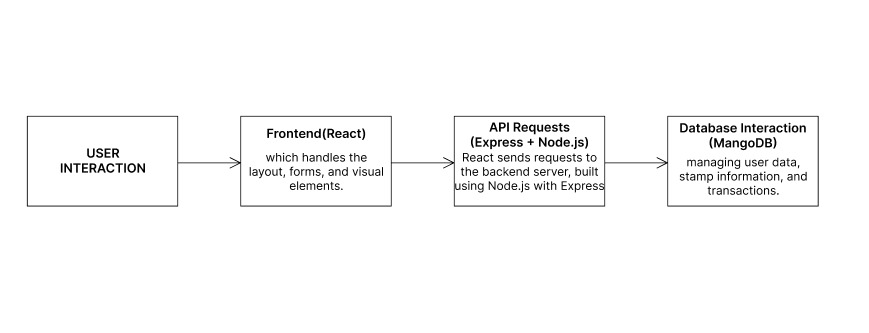 USER
INTERACTION
Frontend(React)
which handles the
layout, forms, and visual
elements.
API Requests
(Express + Node.js)
React sends requests to
the backend server, built
using Node.js with Express
Database Interaction
(MangoDB)
managing user data,
stamp information, and
transactions.